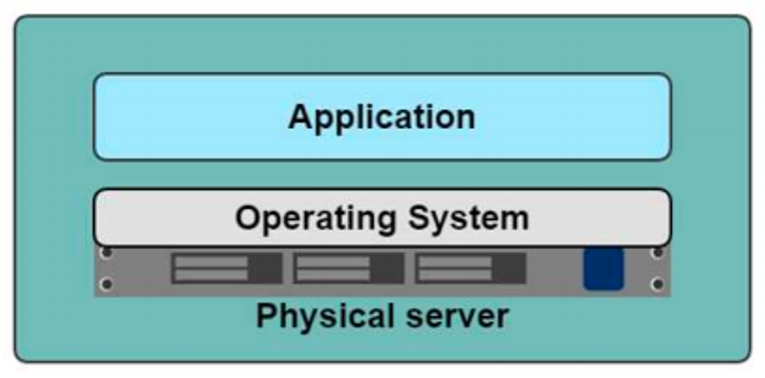 Application
Operating System
Physical server